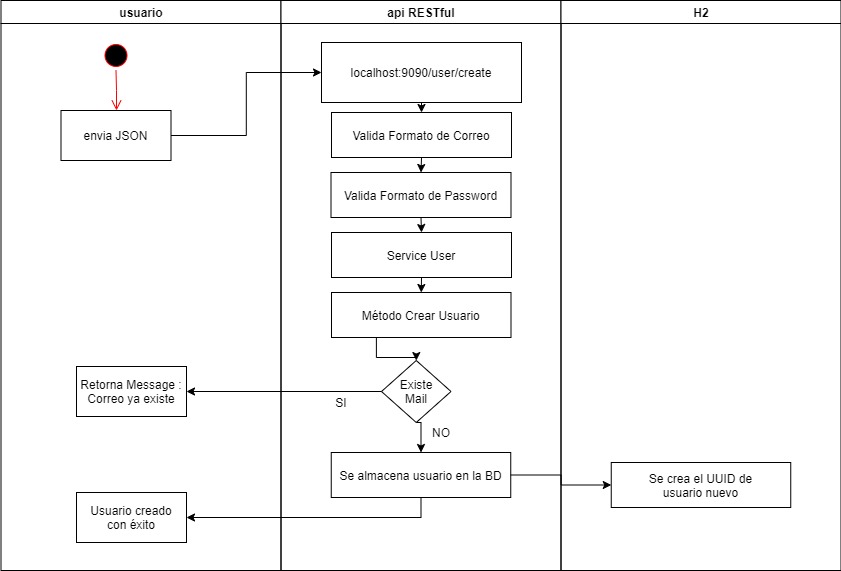 usuario
api RESTful
H2
envia JSON
localhost:9090/user/create
Valida Formato de Correo
Valida Formato de Password
Service User
Método Crear Usuario
Existe
Mail
SI
Retorna Message :
Correo ya existe
NO
Se almacena usuario en la BD
Se crea el UUID de
usuario nuevo
Usuario creado
con éxito